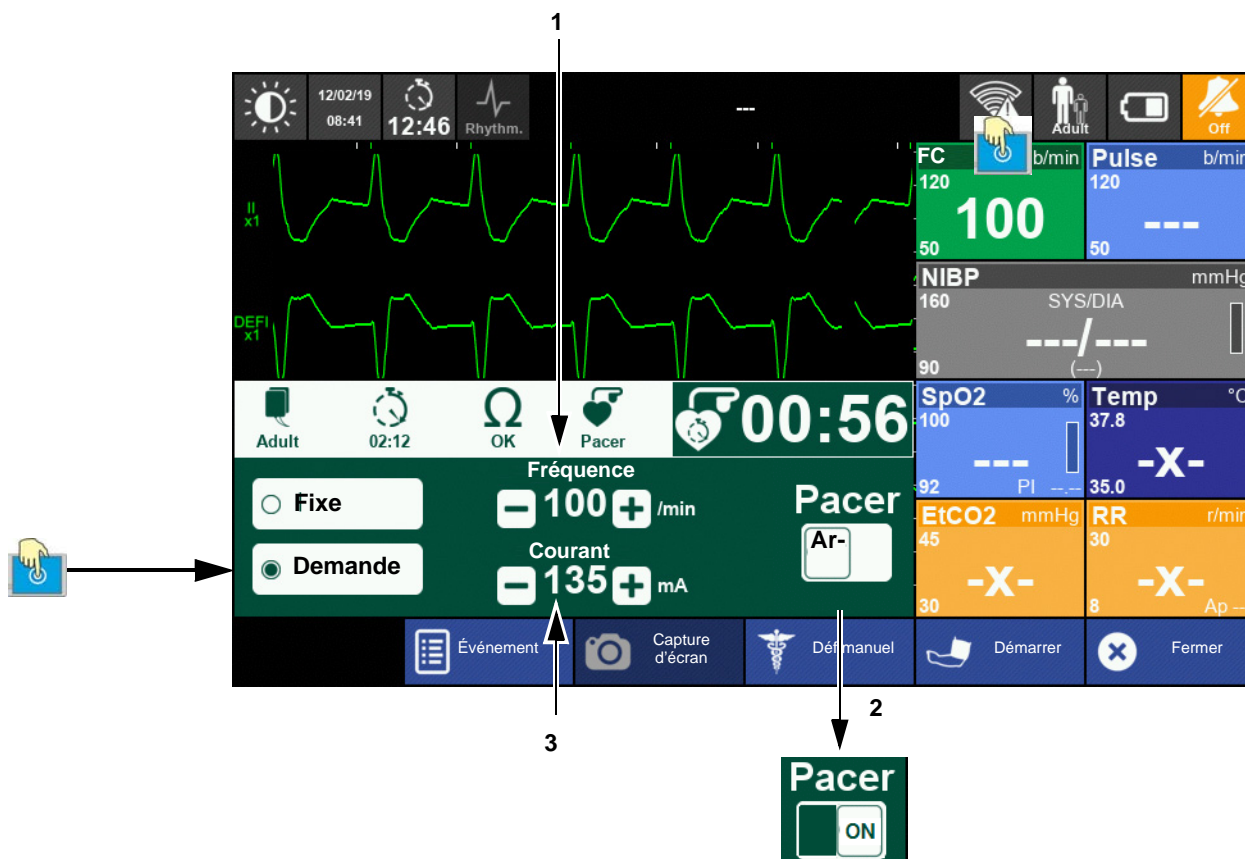 1
12/02/19
08:41
12:46
Rhythm.
---
Adult
Off
II
x1
DEFI
x1
FC b/min
120
100
50
Pulse b/min
120
---
50
NIBP mmHg
160 SYS/DIA
---/---
90 (---)
Adult
02:12
Ω
OK
Pacer
00:56
SpO2 %
100
---
92 PI --.--
Temp °C
37.8
-X-
35.0
Fixe
Demande
Fréquence
100 /min
Courant
135 mA
Pacer
Ar-
EtCO2 mmHg
45
-X-
30
RR r/min
30
-X-
8 Ap --
Événement
Capture
d'écran
Défi manuel
Démarrer
Fermer
2
3
Pacer
ON